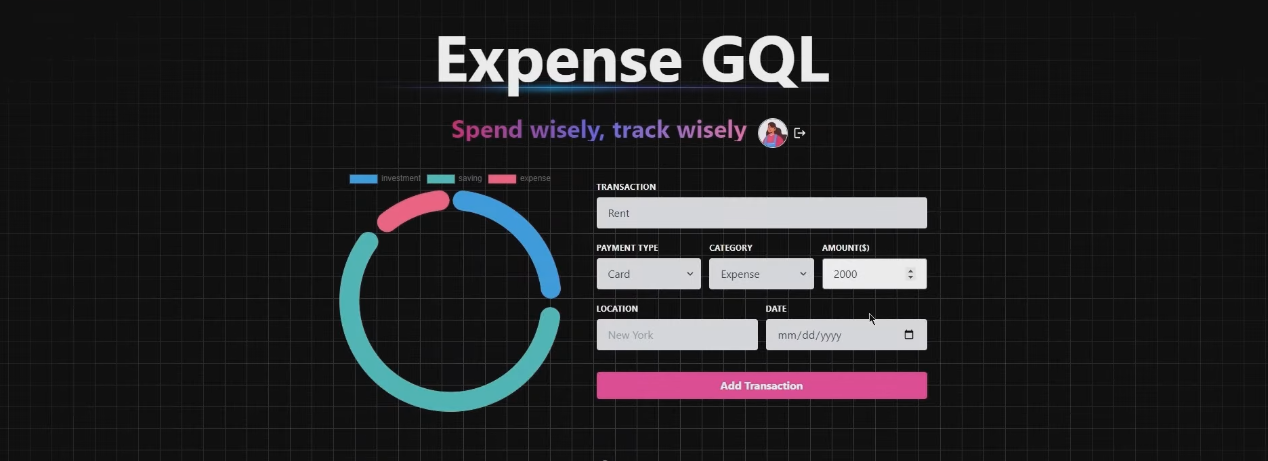 Expense GQL
Spend wisely, track wisely
investment saving expense
TRANSACTION
Rent
PAYMENT TYPE CATEGORY AMOUNT($)
Card Expense 2000
LOCATION DATE
New York mm/dd/yyyy
Add Transaction